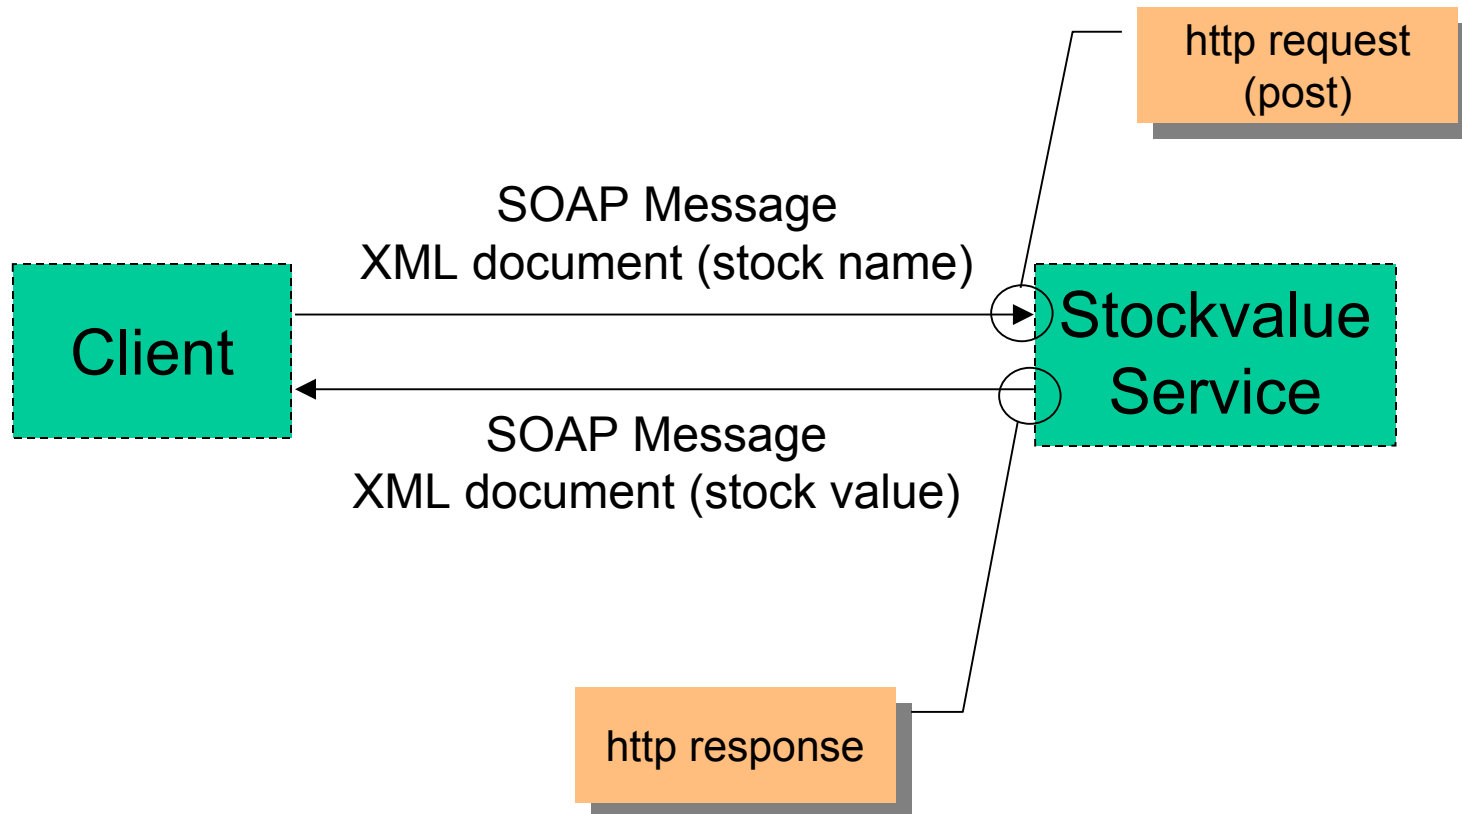 http request
(post)
SOAP Message
XML document (stock name)
Client
Stockvalue
Service
SOAP Message
XML document (stock value)
http response